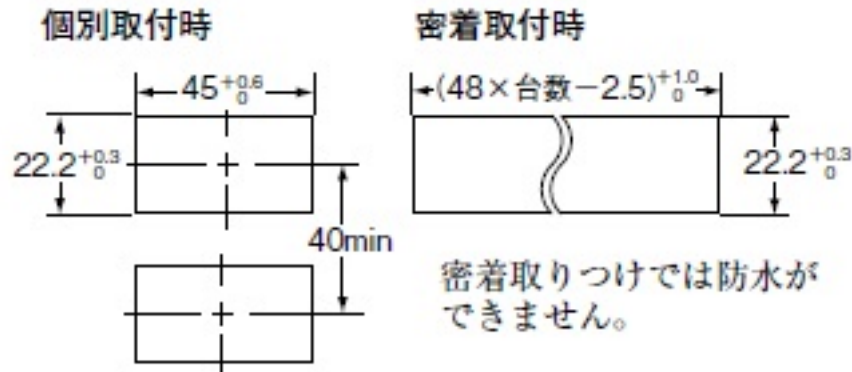 個別取付時
45+0.6 0
22.2+0.3 0
40min
密着取付時
(48×台数−2.5)+1.0 0
22.2+0.3 0
密着取りつけでは防水が
できません。